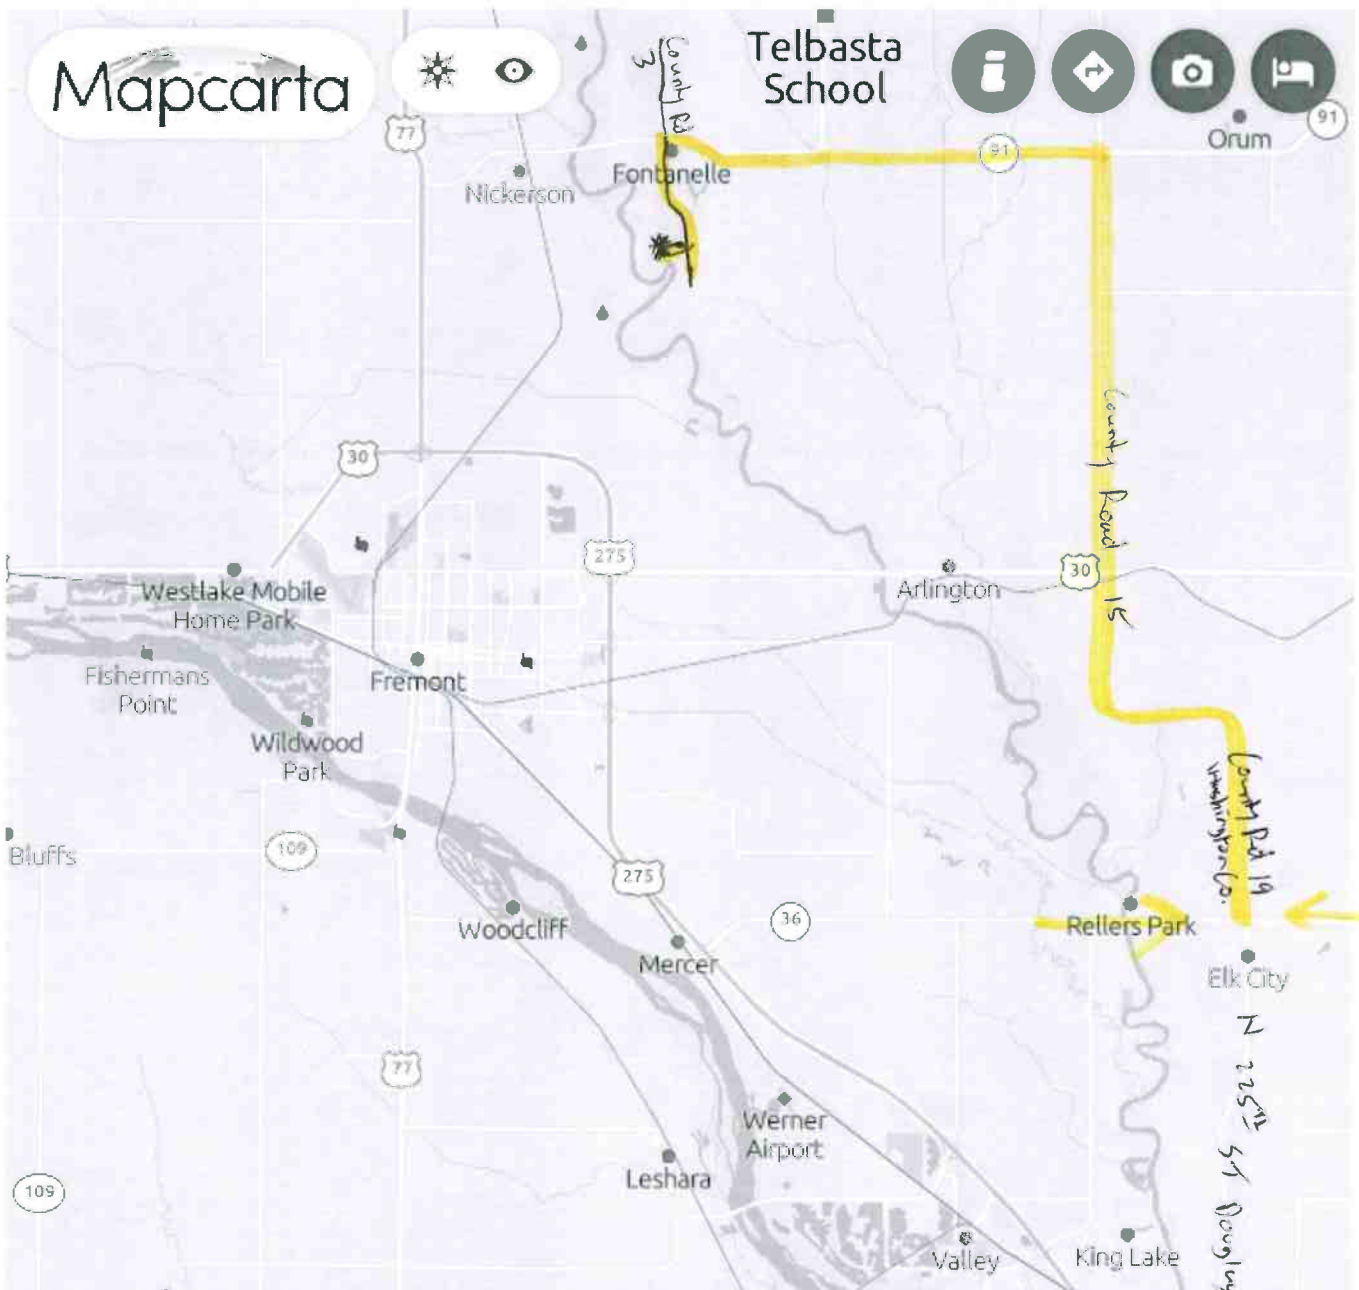 Mapcarta
Telbasta
School
County Rd
3
77
91
Orum
91
Fontanelle
Nickerson
County Road 15
30
275
30
Arlington
Westlake Mobile
Home Park
Fishermans
Point
Fremont
Wildwood
Park
County Rd 19
Washington Co.
Bluffs
109
275
36
Rellers Park
Woodcliff
Mercer
Elk City
N 225th St Douglas
77
Werner
Airport
Leshara
109
Valley
King Lake